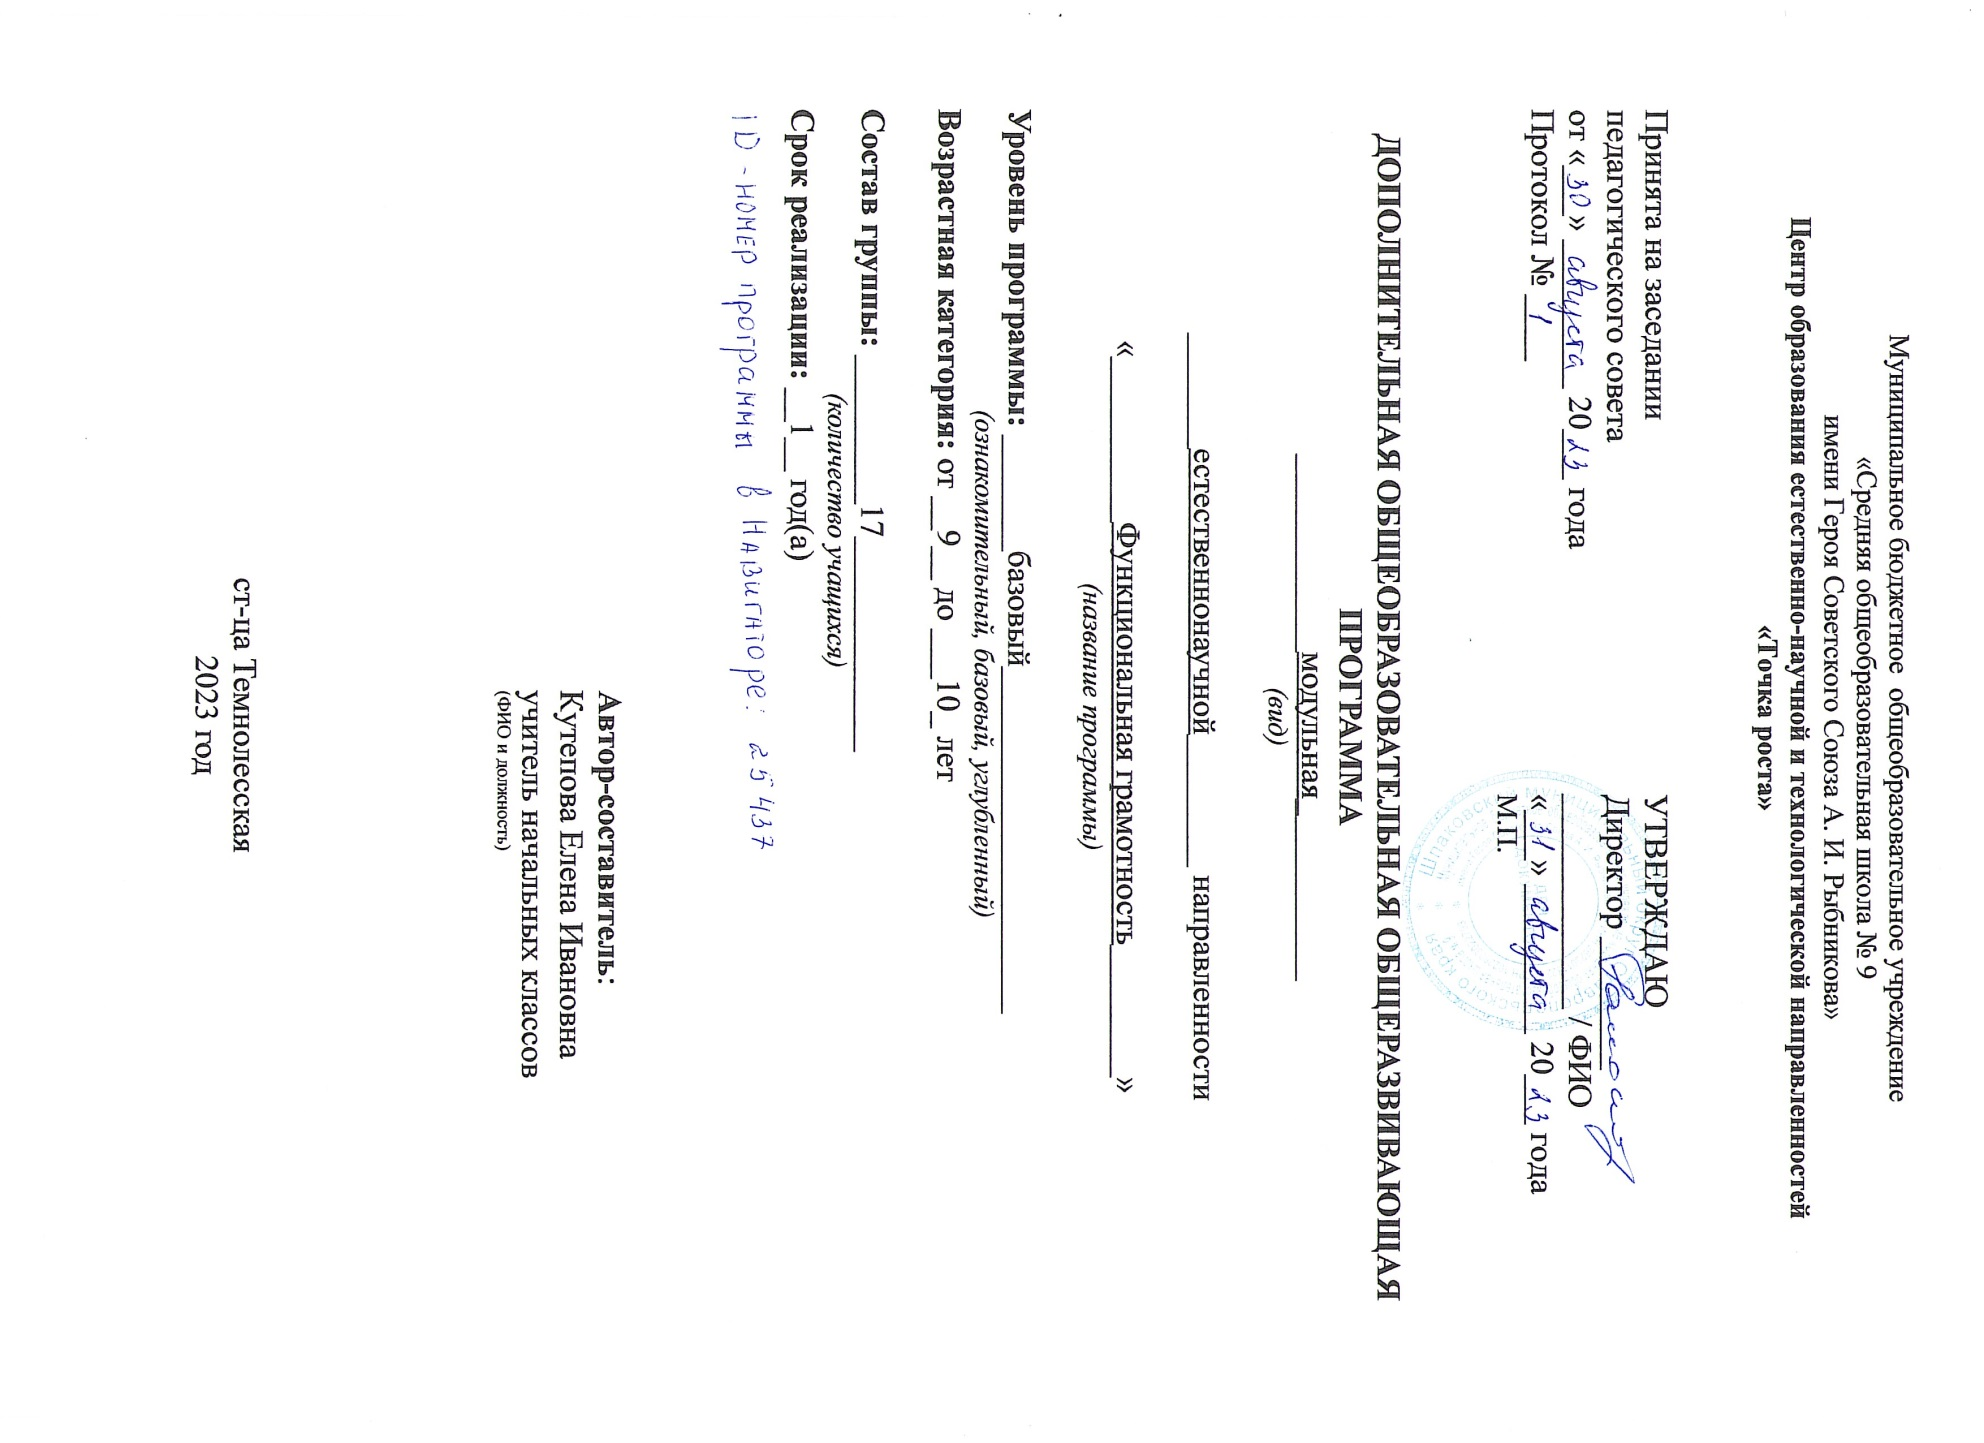 Муниципальное бюджетное общеобразовательное учреждение
«Средняя общеобразовательная школа № 9
имени Героя Советского Союза А. И. Рыбникова»
Центр образования естественно-научной и технологической направленностей
«Точка роста»
Принята на заседании
педагогического совета
от «30» августа 2023 года
Протокол № 1
УТВЕРЖДАЮ
Директор
/ ФИО
«31» августа 2023 года
М.П.
ДОПОЛНИТЕЛЬНАЯ ОБЩЕОБРАЗОВАТЕЛЬНАЯ ОБЩЕРАЗВИВАЮЩАЯ
ПРОГРАММА
модульная
(вид)
естественнонаучной направленности
« Функциональная грамотность »
(название программы)
Уровень программы: базовый
(ознакомительный, базовый, углубленный)
Возрастная категория: от 9 до 10 лет
Состав группы: 17
(количество учащихся)
Срок реализации: 1 год(а)
ID-номер программы в Навигаторе: 25437
Автор-составитель:
Кутепова Елена Ивановна
учитель начальных классов
(ФИО и должность)
ст-ца Темнолесская
2023 год